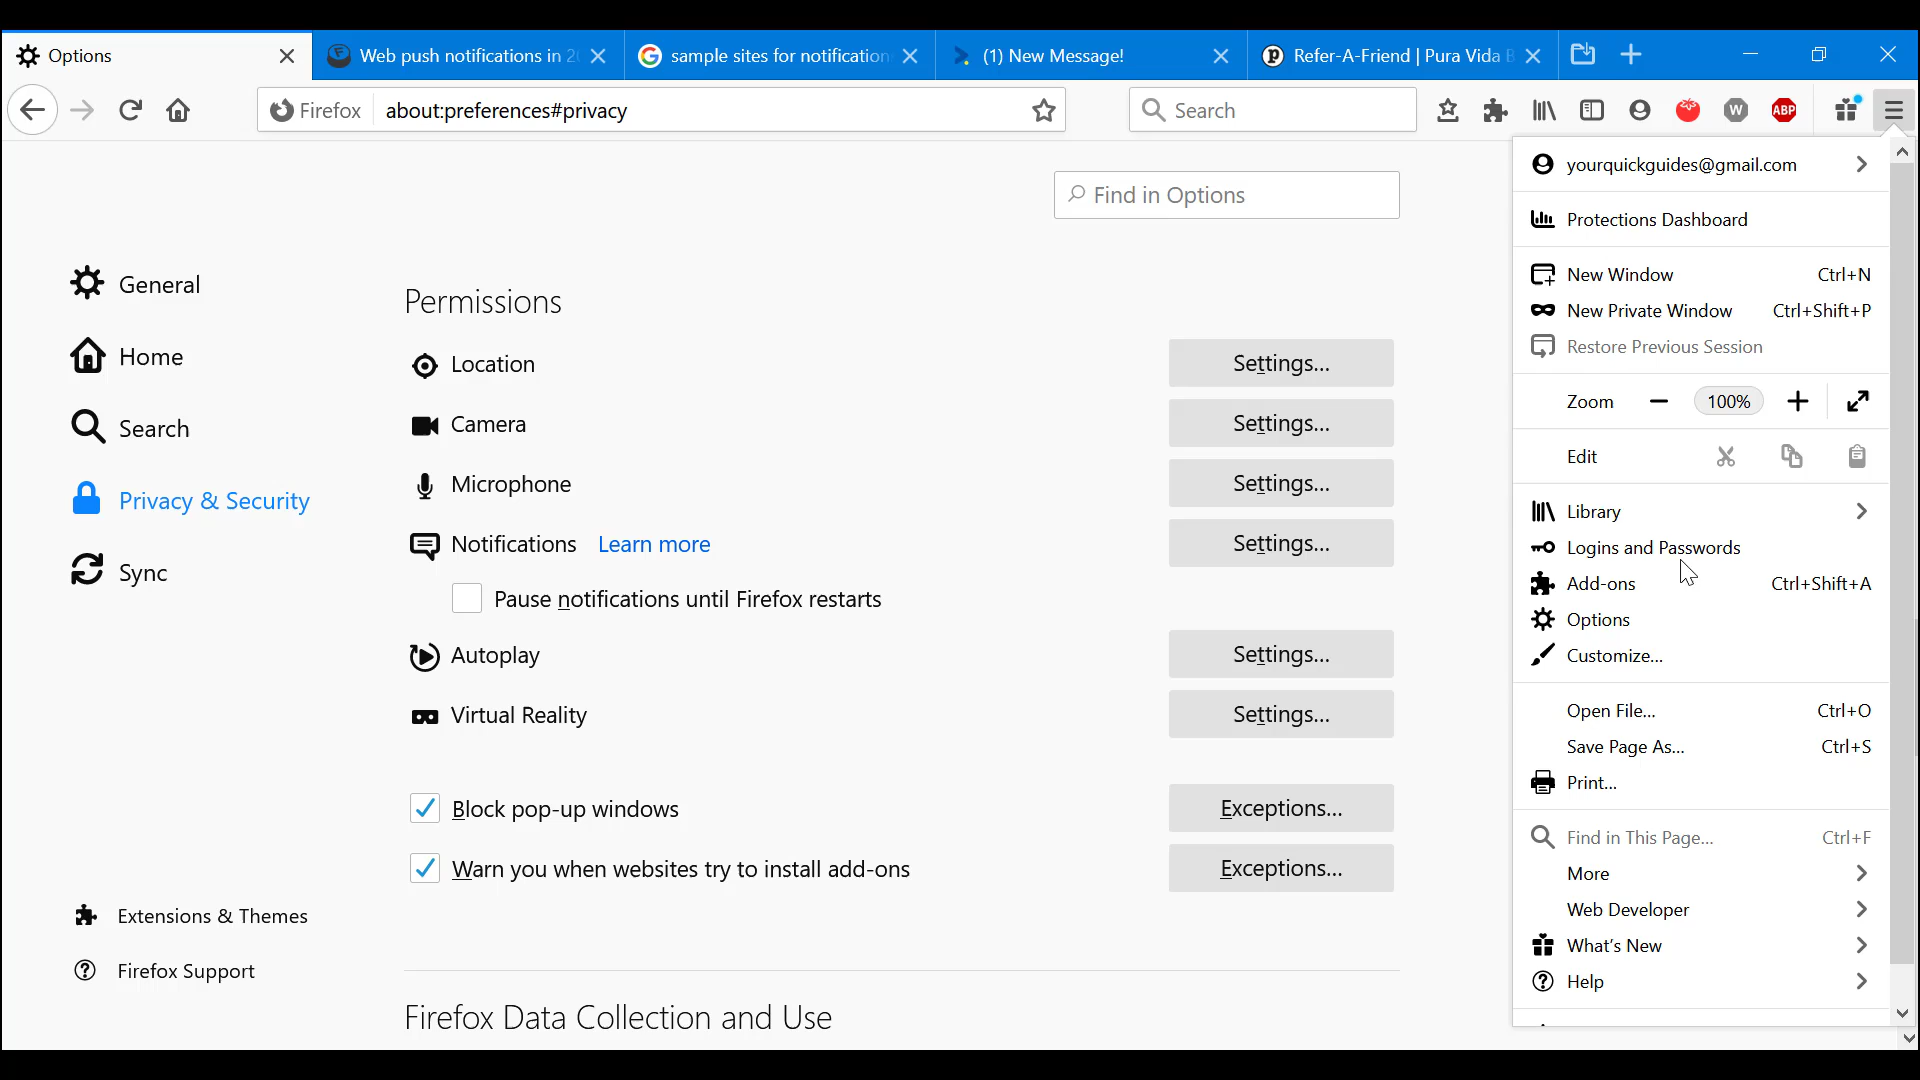 Options
Web push notifications in 2
sample sites for notification
(1) New Message!
Refer-A-Friend | Pura Vida B
Firefox
about:preferences#privacy
Search
W
ABP
Find in Options
General
Home
Search
Privacy & Security
Sync
Extensions & Themes
Firefox Support
Permissions
Location
Settings...
Camera
Settings...
Microphone
Settings...
Notifications Learn more
Settings...
Pause notifications until Firefox restarts
Autoplay
Settings...
Virtual Reality
Settings...
Block pop-up windows
Exceptions...
Warn you when websites try to install add-ons
Exceptions...
Firefox Data Collection and Use
yourquickguides@gmail.com
Protections Dashboard
New Window Ctrl+N
New Private Window Ctrl+Shift+P
Restore Previous Session
Zoom 100%
Edit
Library
Logins and Passwords
Add-ons Ctrl+Shift+A
Options
Customize...
Open File... Ctrl+O
Save Page As... Ctrl+S
Print...
Find in This Page... Ctrl+F
More
Web Developer
What's New
Help